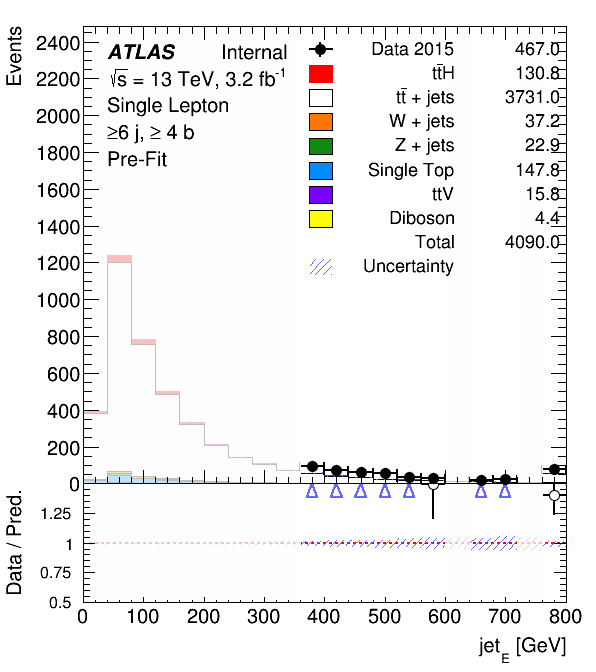 Events
2400
2200
2000
1800
1600
1400
1200
1000
800
600
400
200
0
ATLAS Internal
√s = 13 TeV, 3.2 fb⁻¹
Single Lepton
≥6 j, ≥ 4 b
Pre-Fit
Data 2015 467.0
tt̄H 130.8
tt̄ + jets 3731.0
W + jets 37.2
Z + jets 22.9
Single Top 147.8
ttV 15.8
Diboson 4.4
Total 4090.0
Uncertainty
Data / Pred.
1.25
1
0.75
0.5
0 100 200 300 400 500 600 700 800
jet_E [GeV]